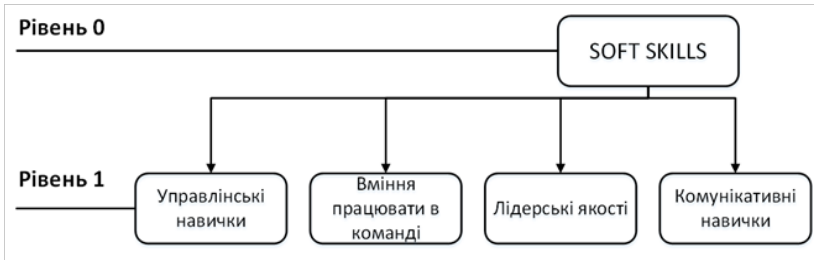 Рівень 0
SOFT SKILLS
Рівень 1
Управлінські
навички
Вміння
працювати в
команді
Лідерські якості
Комунікативні
навички